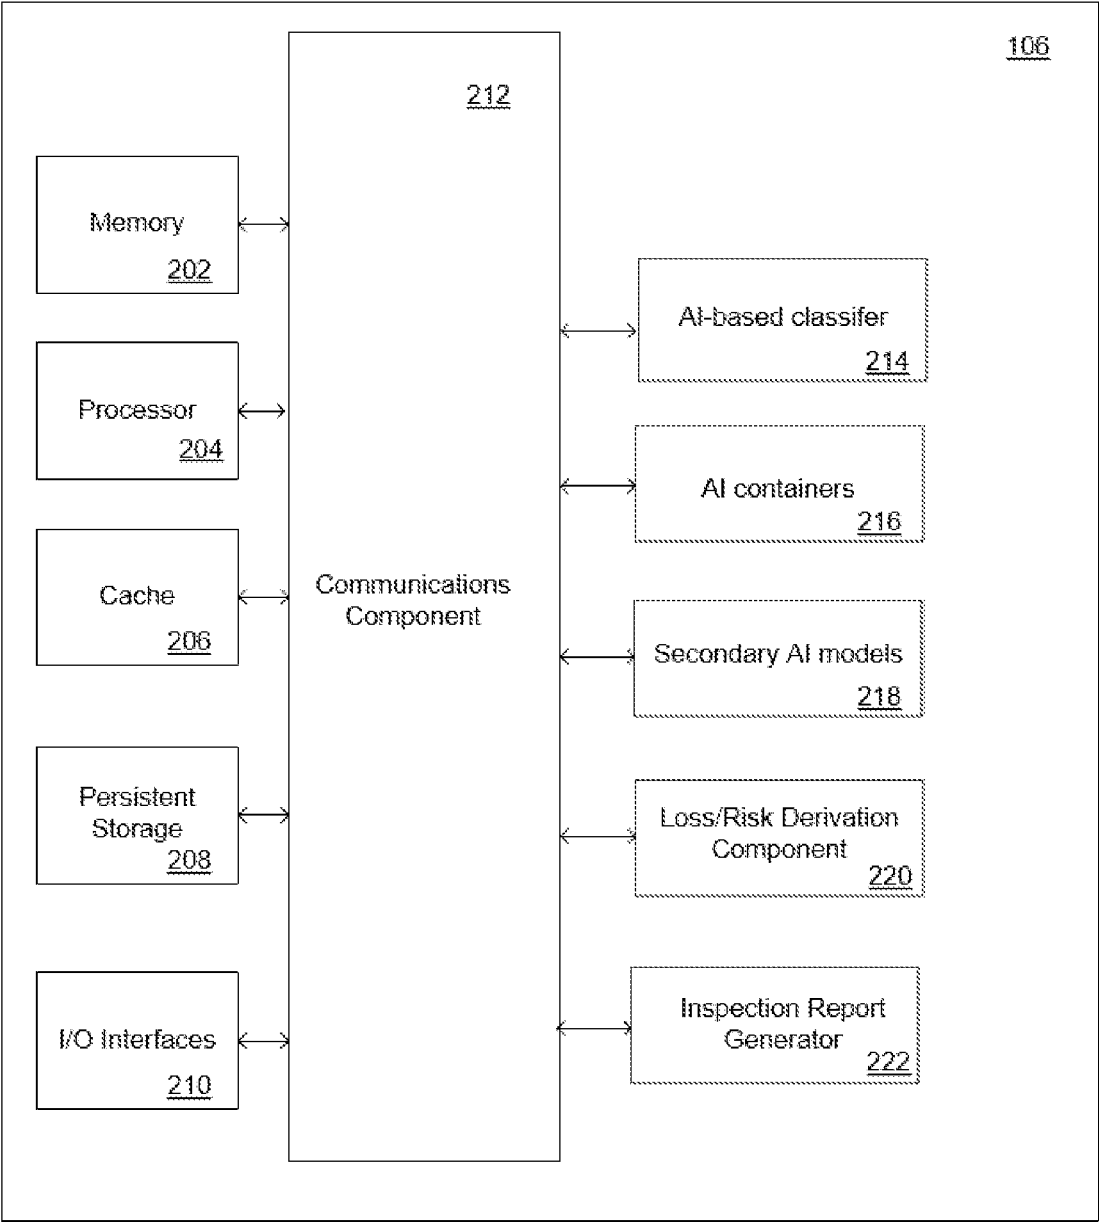 106
212
Memory
202
Processor
204
Cache
206
Persistent
Storage
208
I/O Interfaces
210
Communications
Component
AI-based classifer
214
AI containers
216
Secondary AI models
218
Loss/Risk Derivation
Component
220
Inspection Report
Generator
222